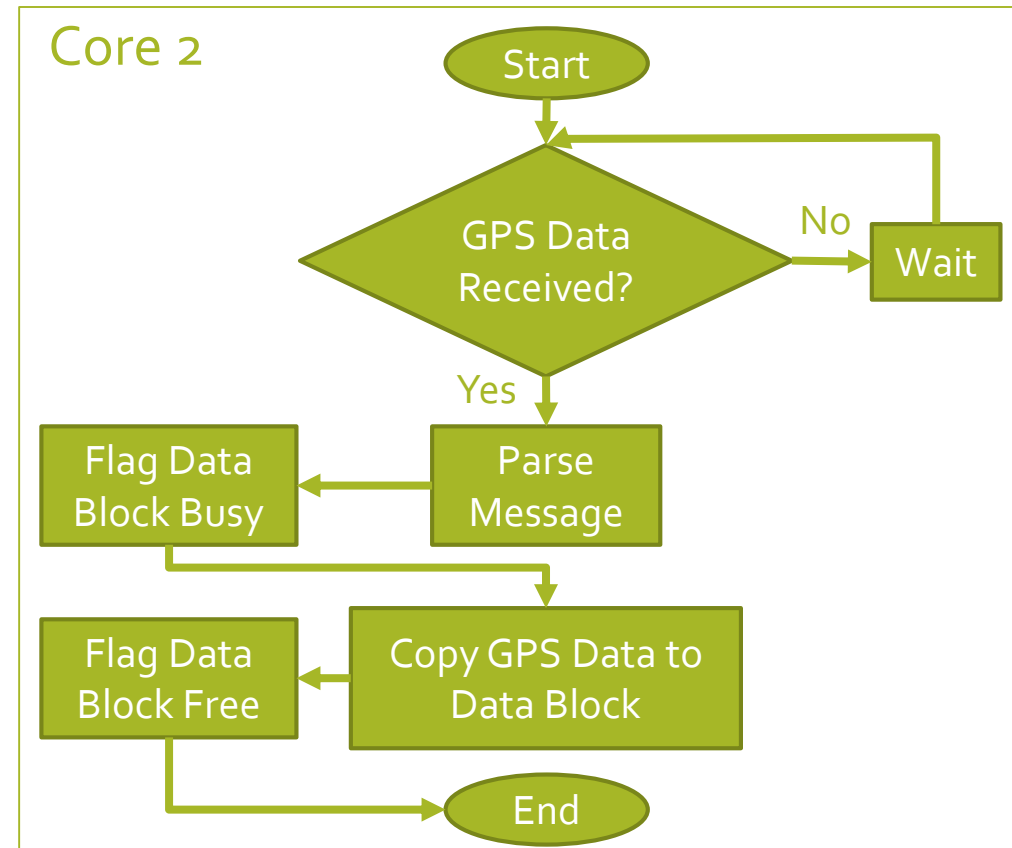 Core 2
Start
GPS Data
Received?
No
Wait
Yes
Parse
Message
Flag Data
Block Busy
Copy GPS Data to
Data Block
Flag Data
Block Free
End